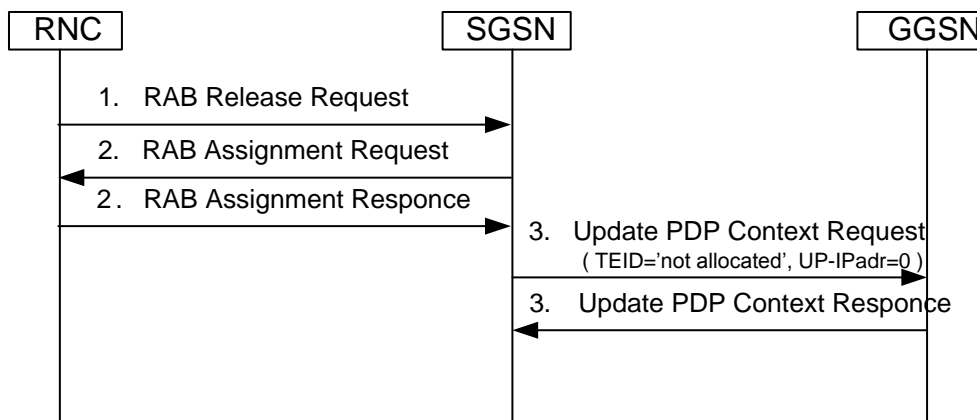 RNC
SGSN
GGSN
1. RAB Release Request
2. RAB Assignment Request
2. RAB Assignment Responce
3. Update PDP Context Request
( TEID='not allocated', UP-IPadr=0 )
3. Update PDP Context Responce